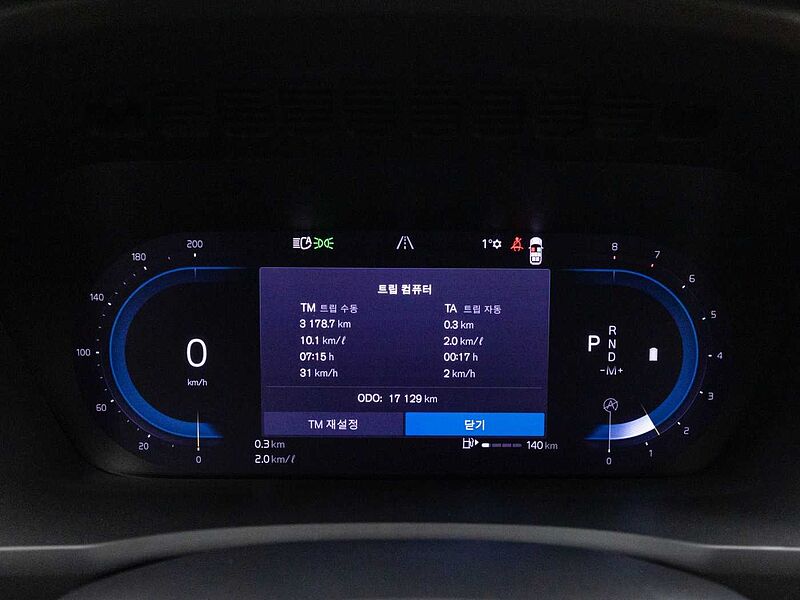 200
180
140
100
60
20
0
0
km/h
1°
트립 컴퓨터
TM 트립 수동
3 178.7 km
10.1 km/ℓ
07:15 h
31 km/h
TA 트립 자동
0.3 km
2.0 km/ℓ
00:17 h
2 km/h
ODO: 17 129 km
TM 재설정
닫기
0.3 km
2.0 km/ℓ
140 km
P
R
N
D
-M+
A
8
7
6
5
4
3
2
1
0